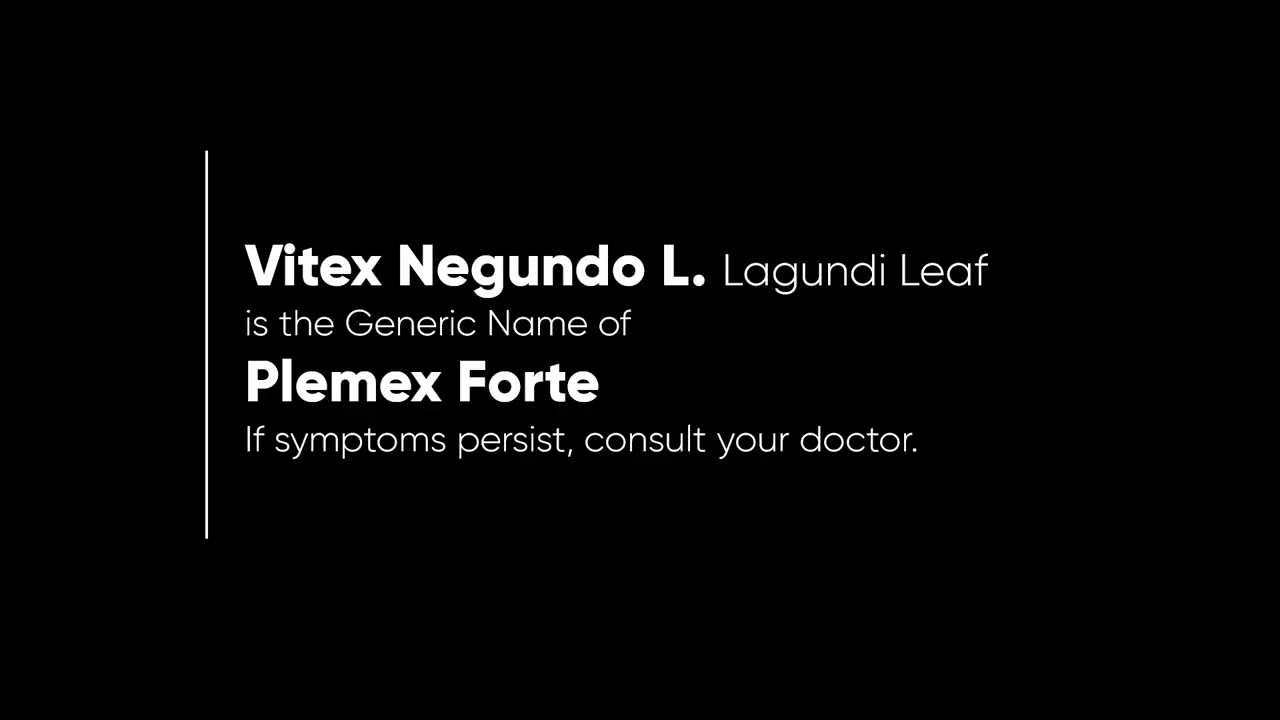 Vitex Negundo L. Lagundi Leaf
is the Generic Name of
Plemex Forte
If symptoms persist, consult your doctor.